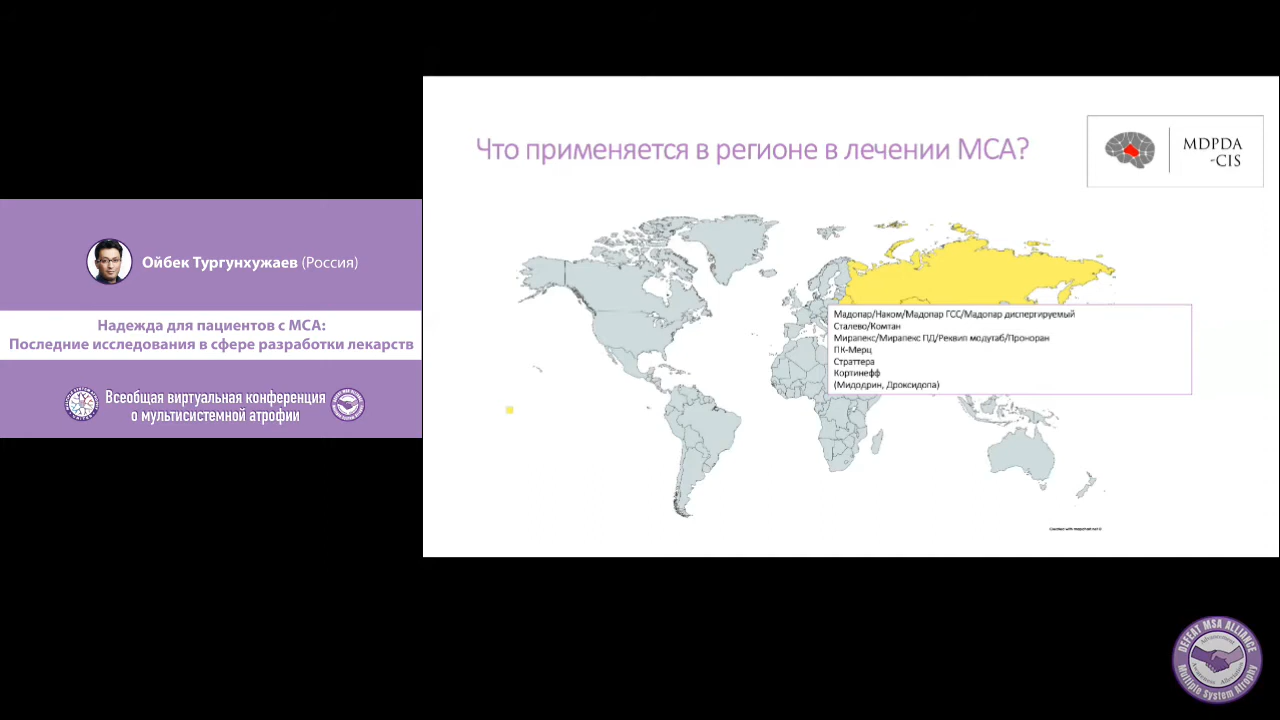 Что применяется в регионе в лечении МСА?
MDPDA
-CIS
Ойбек Тургунхужаев (Россия)
Надежда для пациентов с МСА:
Последние исследования в сфере разработки лекарств
Всеобщая виртуальная конференция
о мультисистемной атрофии
Мадопар/Наком/Мадопар ГСС/Мадопар диспергируемый
Сталево/Комтан
Мирапекс/Мирапекс ПД/Реквип модутаб/Проноран
ПК-Мерц
Страттера
Кортинефф
(Мидодрин, Дроксидопа)
DEFEAT MSA ALLIANCE
Multiple System Atrophy